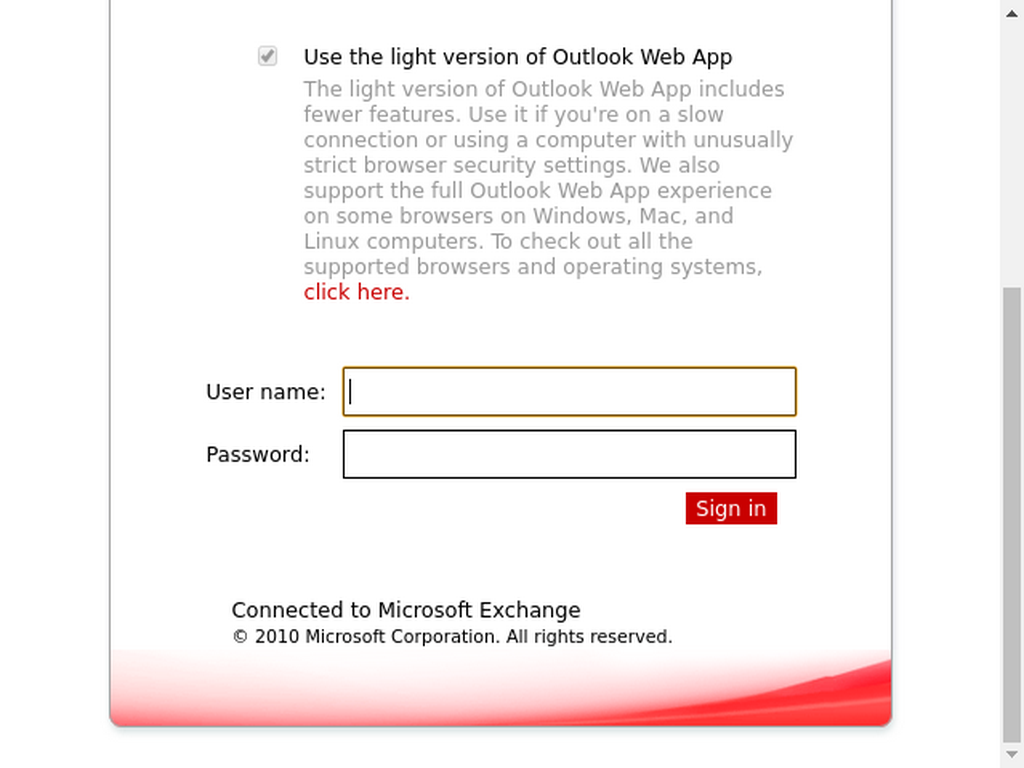 Use the light version of Outlook Web App
The light version of Outlook Web App includes
fewer features. Use it if you're on a slow
connection or using a computer with unusually
strict browser security settings. We also
support the full Outlook Web App experience
on some browsers on Windows, Mac, and
Linux computers. To check out all the
supported browsers and operating systems,
click here.
User name:
Password:
Sign in
Connected to Microsoft Exchange
© 2010 Microsoft Corporation. All rights reserved.